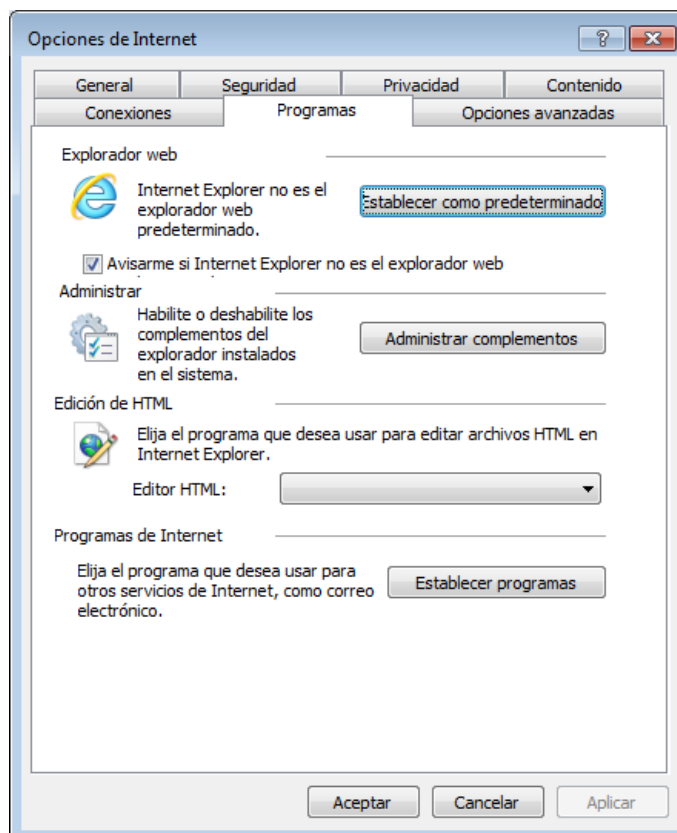 Opciones de Internet
General Seguridad Privacidad Contenido
Conexiones Programas Opciones avanzadas
Explorador web
Internet Explorer no es el
explorador web
predeterminado.
Establecer como predeterminado
Avisarme si Internet Explorer no es el explorador web
Administrar
Habilite o deshabilite los
complementos del
explorador instalados
en el sistema.
Administrar complementos
Edición de HTML
Elija el programa que desea usar para editar archivos HTML en
Internet Explorer.
Editor HTML:
Programas de Internet
Elija el programa que desea usar para
otros servicios de Internet, como correo
electrónico.
Establecer programas
Aceptar Cancelar Aplicar